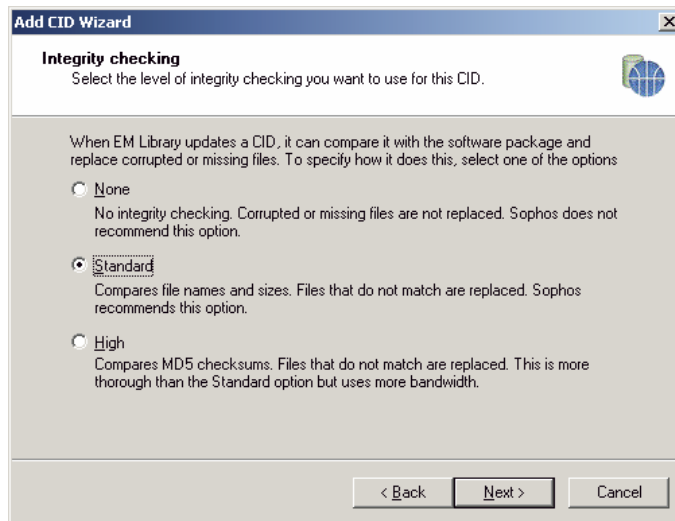 Add CID Wizard
Integrity checking
Select the level of integrity checking you want to use for this CID.
When EM Library updates a CID, it can compare it with the software package and
replace corrupted or missing files. To specify how it does this, select one of the options
None
No integrity checking. Corrupted or missing files are not replaced. Sophos does not
recommend this option.
Standard
Compares file names and sizes. Files that do not match are replaced. Sophos
recommends this option.
High
Compares MD5 checksums. Files that do not match are replaced. This is more
thorough than the Standard option but uses more bandwidth.
< Back
Next >
Cancel